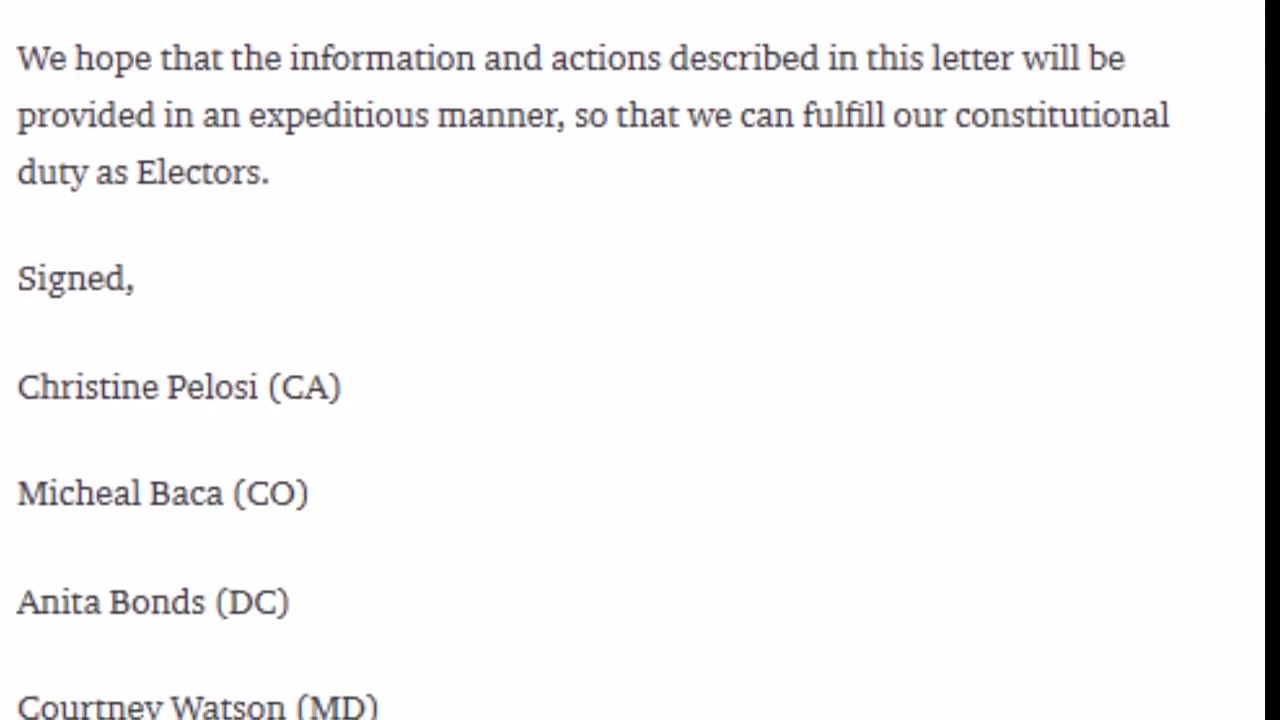 We hope that the information and actions described in this letter will be
provided in an expeditious manner, so that we can fulfill our constitutional
duty as Electors.
Signed,
Christine Pelosi (CA)
Micheal Baca (CO)
Anita Bonds (DC)
Courtney Watson (MD)